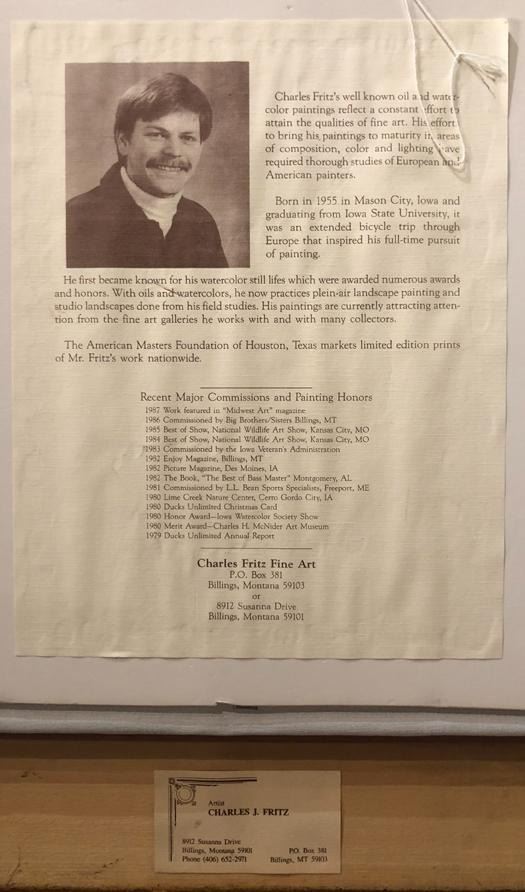 Charles Fritz's well known oil and water-
color paintings reflect a constant effort to
attain the qualities of fine art. His effort
to bring his paintings to maturity in areas
of composition, color and lighting have
required thorough studies of European and
American painters.
Born in 1955 in Mason City, Iowa and
graduating from Iowa State University, it
was an extended bicycle trip through
Europe that inspired his full-time pursuit
of painting.
He first became known for his watercolor still lifes which were awarded numerous awards
and honors. With oils and watercolors, he now practices plein-air landscape painting and
studio landscapes done from his field studies. His paintings are currently attracting atten-
tion from the fine art galleries he works with and with many collectors.
The American Masters Foundation of Houston, Texas markets limited edition prints
of Mr. Fritz's work nationwide.
Recent Major Commissions and Painting Honors
1987 Work featured in "Midwest Art" magazine
1986 Commissioned by Big Brothers/Sisters Billings, MT
1985 Best of Show, National Wildlife Art Show, Kansas City, MO
1984 Best of Show, National Wildlife Art Show, Kansas City, MO
1983 Commissioned by the Iowa Veteran's Administration
1982 Enjoy Magazine, Billings, MT
1982 Picture Magazine, Des Moines, IA
1982 The Book, "The Best of Bass Master" Montgomery, AL
1981 Commissioned by L.L. Bean Sports Specialists, Freeport, ME
1980 Lime Creek Nature Center, Cerro Gordo City, IA
1980 Ducks Unlimited Christmas Card
1980 Honor Award—Iowa Watercolor Society Show
1980 Merit Award—Charles H. McNider Art Museum
1979 Ducks Unlimited Annual Report
Charles Fritz Fine Art
P.O. Box 381
Billings, Montana 59103
or
8912 Susanna Drive
Billings, Montana 59101
Artist
CHARLES J. FRITZ
8912 Susanna Drive
Billings, Montana 59101 P.O. Box 381
Phone (406) 652-2971 Billings, MT 59103